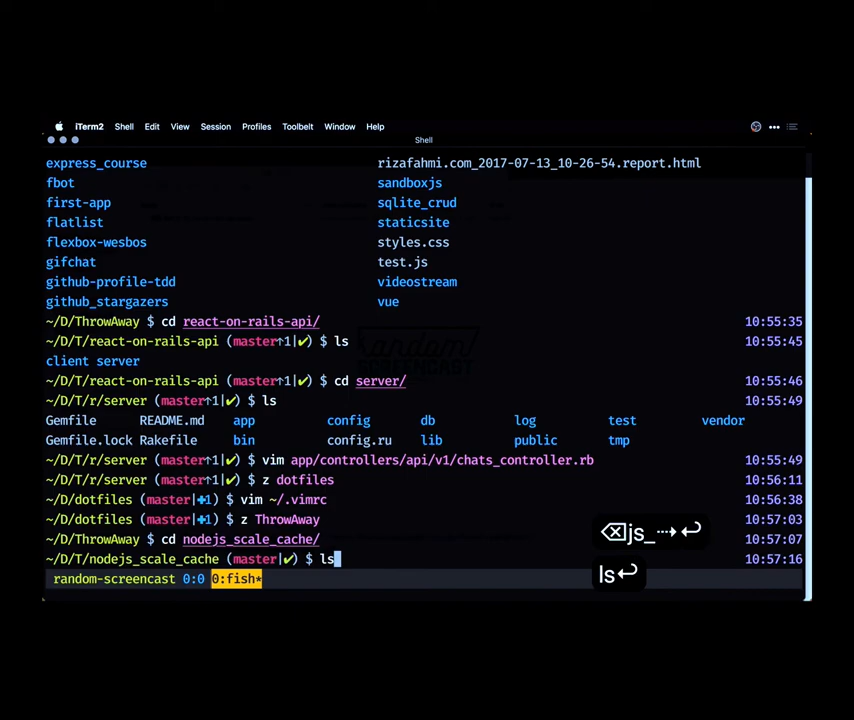 iTerm2 Shell Edit View Session Profiles Toolbelt Window Help
Shell
express_course rizafahmi.com_2017-07-13_10-26-54.report.html
fbot sandboxjs
first-app sqlite_crud
flatlist staticsite
flexbox-wesbos styles.css
gifchat test.js
github-profile-tdd videostream
github_stargazers vue
~/D/ThrowAway $ cd react-on-rails-api/ 10:55:35
~/D/T/react-on-rails-api (master↑1|✔) $ ls 10:55:45
client server
~/D/T/react-on-rails-api (master↑1|✔) $ cd server/ 10:55:46
~/D/T/r/server (master↑1|✔) $ ls 10:55:49
Gemfile README.md app config db log test vendor
Gemfile.lock Rakefile bin config.ru lib public tmp
~/D/T/r/server (master↑1|✔) $ vim app/controllers/api/v1/chats_controller.rb 10:55:49
~/D/T/r/server (master↑1|✔) $ z dotfiles 10:56:11
~/D/dotfiles (master|✚1) $ vim ~/.vimrc 10:56:38
~/D/dotfiles (master|✚1) $ z ThrowAway 10:57:03
~/D/ThrowAway $ cd nodejs_scale_cache/ 10:57:07
~/D/T/nodejs_scale_cache (master|✔) $ ls 10:57:16
random-screencast 0:0 0:fish*
⌫js_⇢↩
ls↩
RANDOM
SCREENCAST